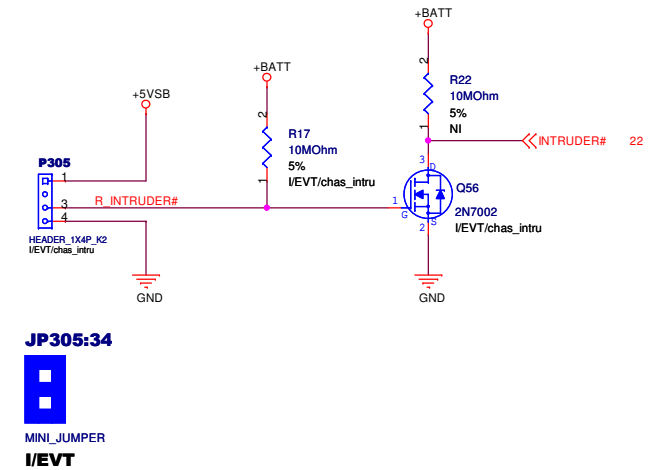 +BATT
2
R22
10MOhm
5%
NI
1
+BATT
2
R17
10MOhm
5%
I/EVT/chas_intru
1
+5VSB
INTRUDER# 22
P305
1
3
4
R_INTRUDER#
HEADER_1X4P_K2
I/EVT/chas_intru
3
D
1
G
Q56
2N7002
I/EVT/chas_intru
2
S
GND
GND
JP305:34
MINI_JUMPER
I/EVT